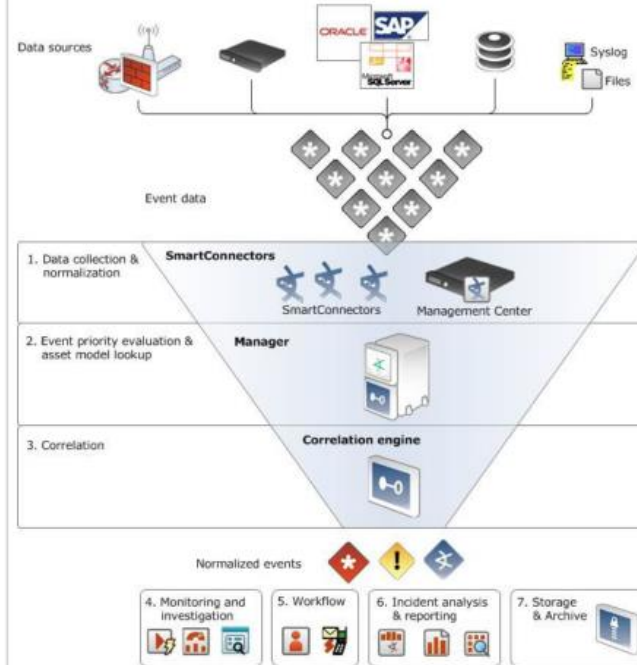 Data sources
ORACLE
SAP
Microsoft
SQL Server
Syslog
Files
Event data
1. Data collection &
normalization
SmartConnectors
SmartConnectors
Management Center
2. Event priority evaluation &
asset model lookup
Manager
3. Correlation
Correlation engine
Normalized events
4. Monitoring and
investigation
5. Workflow
6. Incident analysis
& reporting
7. Storage
& Archive